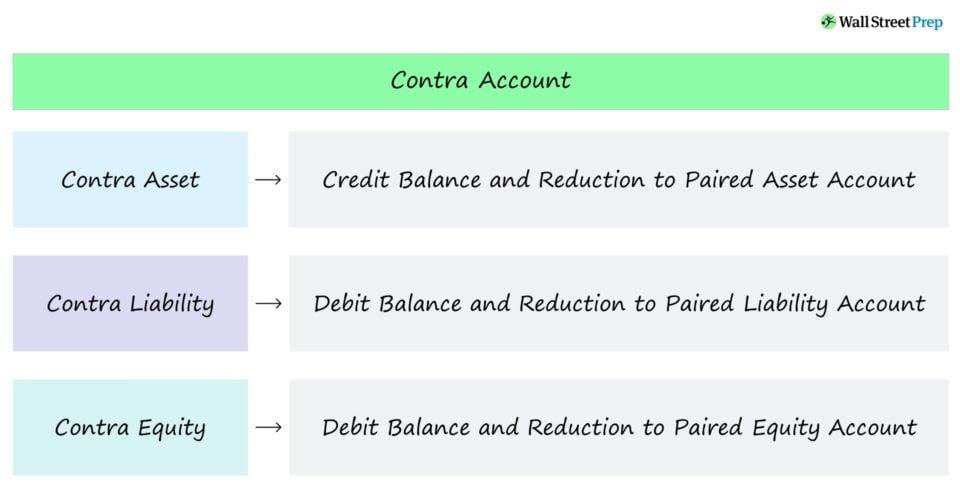 Wall Street Prep
Contra Account
Contra Asset → Credit Balance and Reduction to Paired Asset Account
Contra Liability → Debit Balance and Reduction to Paired Liability Account
Contra Equity → Debit Balance and Reduction to Paired Equity Account